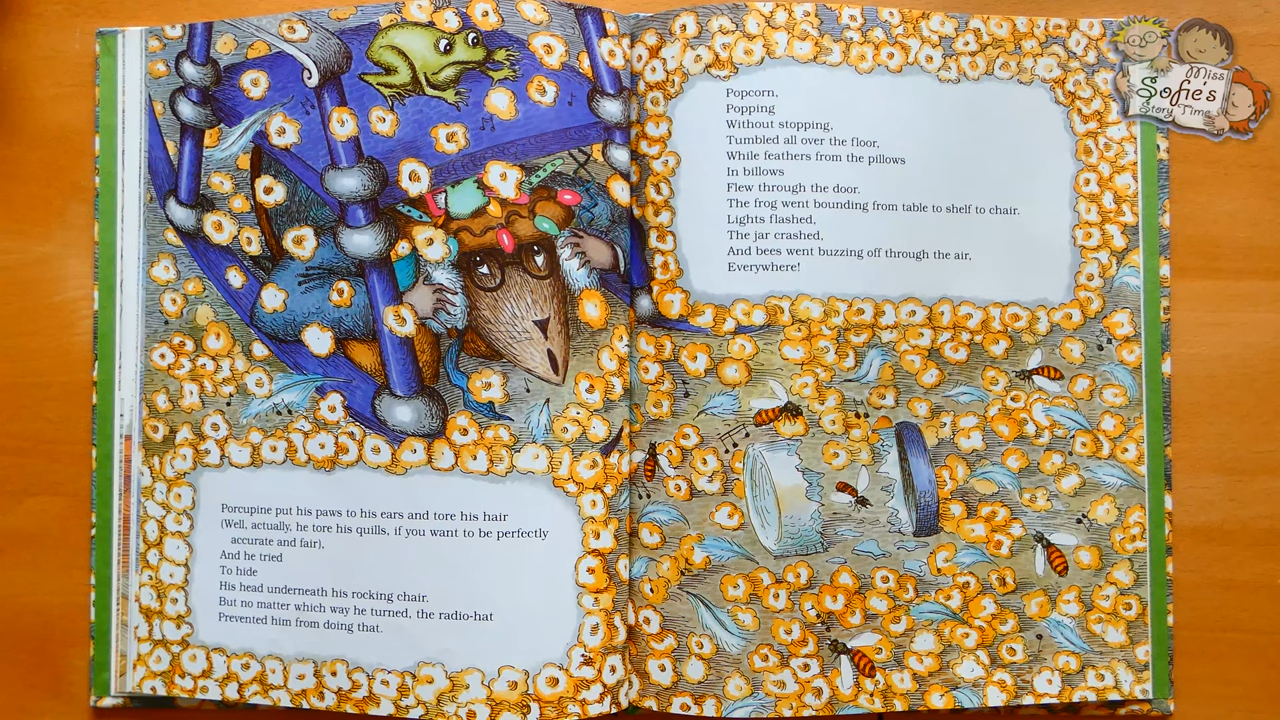 Porcupine put his paws to his ears and tore his hair
(Well, actually, he tore his quills, if you want to be perfectly
accurate and fair),
And he tried
To hide
His head underneath his rocking chair.
But no matter which way he turned, the radio-hat
Prevented him from doing that.
Popcorn,
Popping
Without stopping,
Tumbled all over the floor,
While feathers from the pillows
In billows
Flew through the door.
The frog went bounding from table to shelf to chair.
Lights flashed,
The jar crashed,
And bees went buzzing off through the air,
Everywhere!
Miss
Sofie's
Story Time